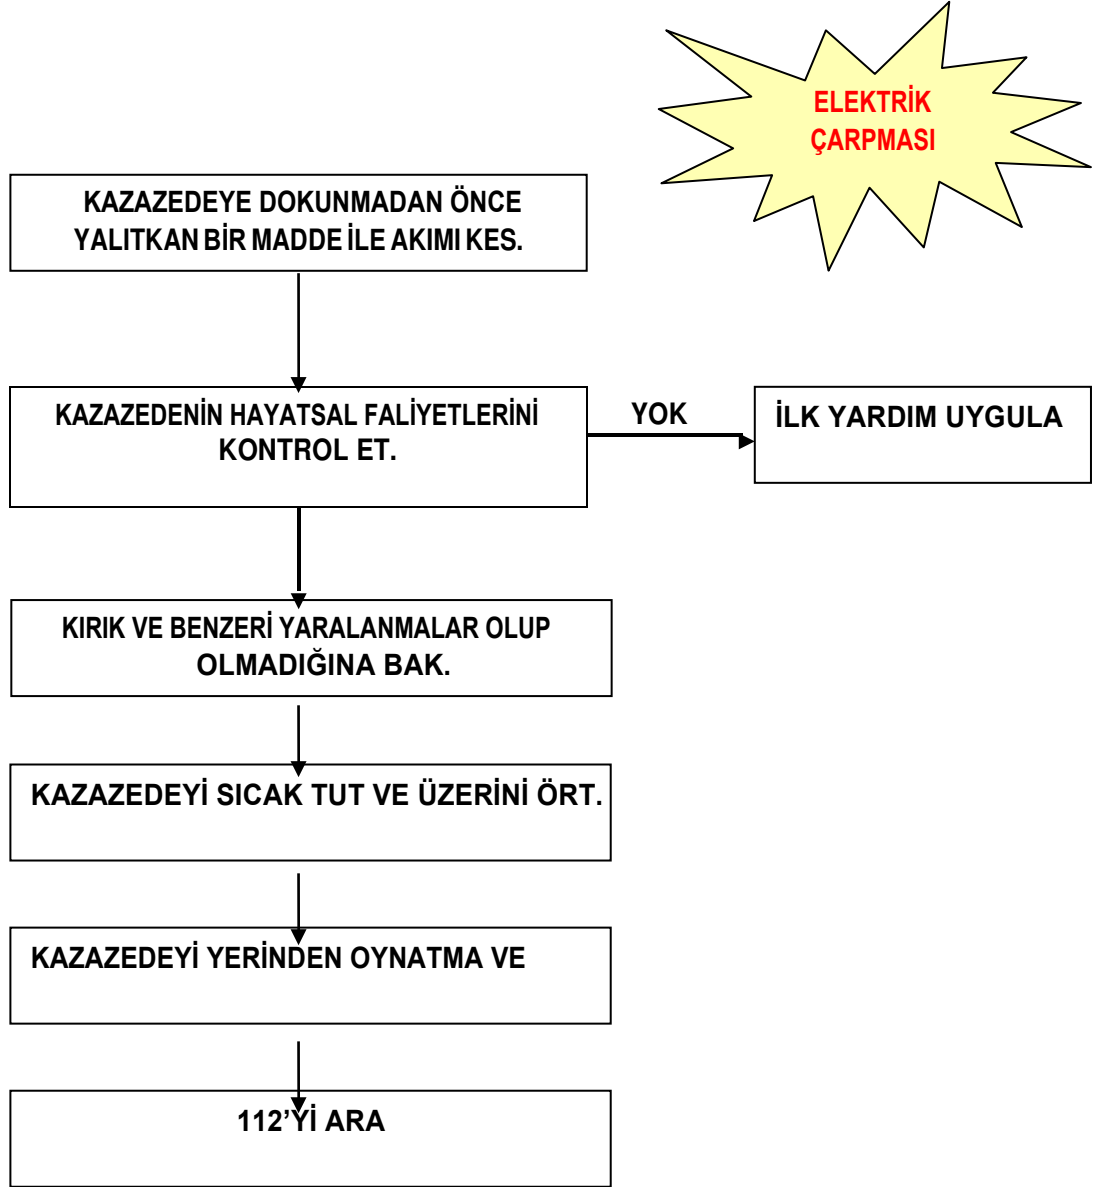 ELEKTRİK
ÇARPMASI
KAZAZEDEYE DOKUNMADAN ÖNCE
YALITKAN BİR MADDE İLE AKIMI KES.
KAZAZEDENİN HAYATSAL FALİYETLERİNİ
KONTROL ET.
YOK
İLK YARDIM UYGULA
KIRIK VE BENZERİ YARALANMALAR OLUP
OLMADIĞINA BAK.
KAZAZEDEYİ SICAK TUT VE ÜZERİNİ ÖRT.
KAZAZEDEYİ YERİNDEN OYNATMA VE
112’Yİ ARA